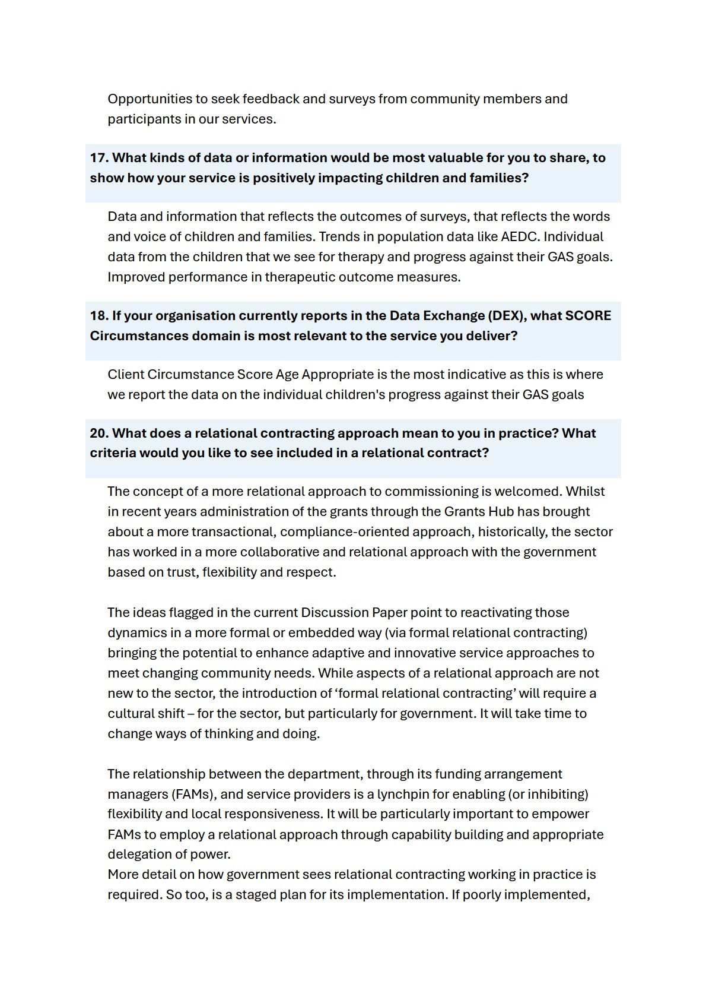 Opportunities to seek feedback and surveys from community members and
participants in our services.
17. What kinds of data or information would be most valuable for you to share, to
show how your service is positively impacting children and families?
Data and information that reflects the outcomes of surveys, that reflects the words
and voice of children and families. Trends in population data like AEDC. Individual
data from the children that we see for therapy and progress against their GAS goals.
Improved performance in therapeutic outcome measures.
18. If your organisation currently reports in the Data Exchange (DEX), what SCORE
Circumstances domain is most relevant to the service you deliver?
Client Circumstance Score Age Appropriate is the most indicative as this is where
we report the data on the individual children's progress against their GAS goals
20. What does a relational contracting approach mean to you in practice? What
criteria would you like to see included in a relational contract?
The concept of a more relational approach to commissioning is welcomed. Whilst
in recent years administration of the grants through the Grants Hub has brought
about a more transactional, compliance-oriented approach, historically, the sector
has worked in a more collaborative and relational approach with the government
based on trust, flexibility and respect.
The ideas flagged in the current Discussion Paper point to reactivating those
dynamics in a more formal or embedded way (via formal relational contracting)
bringing the potential to enhance adaptive and innovative service approaches to
meet changing community needs. While aspects of a relational approach are not
new to the sector, the introduction of ‘formal relational contracting’ will require a
cultural shift – for the sector, but particularly for government. It will take time to
change ways of thinking and doing.
The relationship between the department, through its funding arrangement
managers (FAMs), and service providers is a lynchpin for enabling (or inhibiting)
flexibility and local responsiveness. It will be particularly important to empower
FAMs to employ a relational approach through capability building and appropriate
delegation of power.
More detail on how government sees relational contracting working in practice is
required. So too, is a staged plan for its implementation. If poorly implemented,